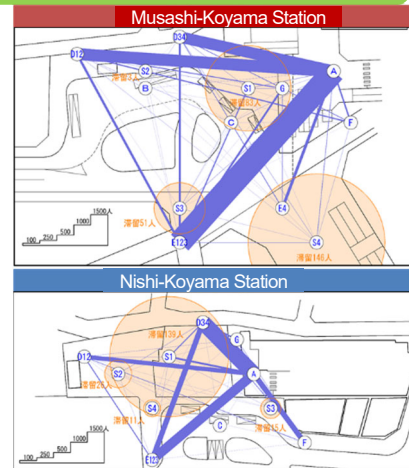 Musashi-Koyama Station
D34
D12
S2
A
滞留3人
B
S1
G
滞留63人
C
F
S3
E4
滞留51人
E123
S4
滞留146人
1500人
1000
500
250
100
Nishi-Koyama Station
D34
滞留139人
G
D12
S1
S2
A
滞留25人
S4
S3
滞留11人
C
滞留15人
F
E123
1500人
1000
500
250
100